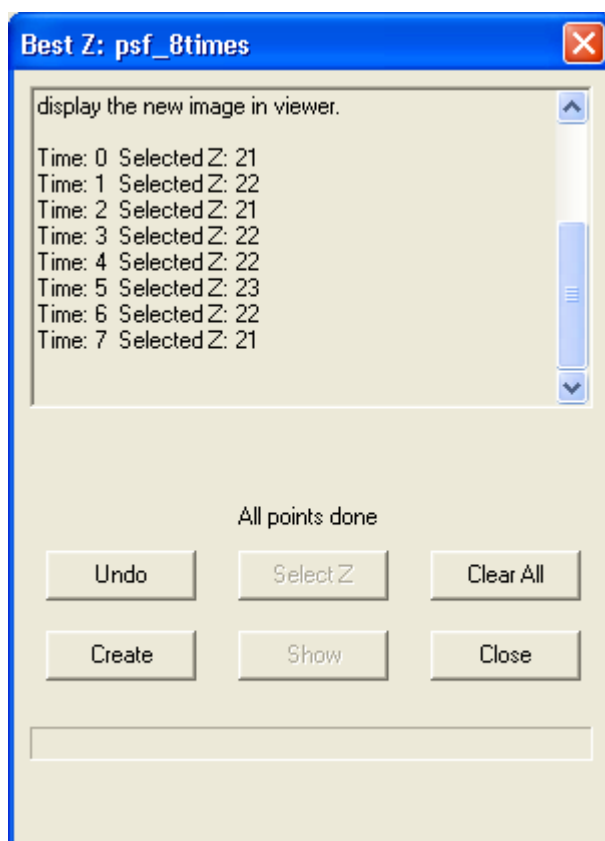 Best Z: psf_8times
display the new image in viewer.
Time: 0 Selected Z: 21
Time: 1 Selected Z: 22
Time: 2 Selected Z: 21
Time: 3 Selected Z: 22
Time: 4 Selected Z: 22
Time: 5 Selected Z: 23
Time: 6 Selected Z: 22
Time: 7 Selected Z: 21
All points done
Undo Select Z Clear All
Create Show Close